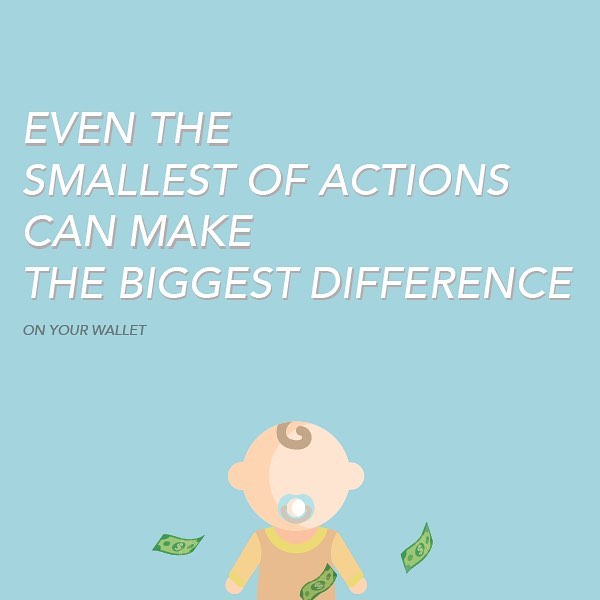 EVEN THE
SMALLEST OF ACTIONS
CAN MAKE
THE BIGGEST DIFFERENCE
ON YOUR WALLET